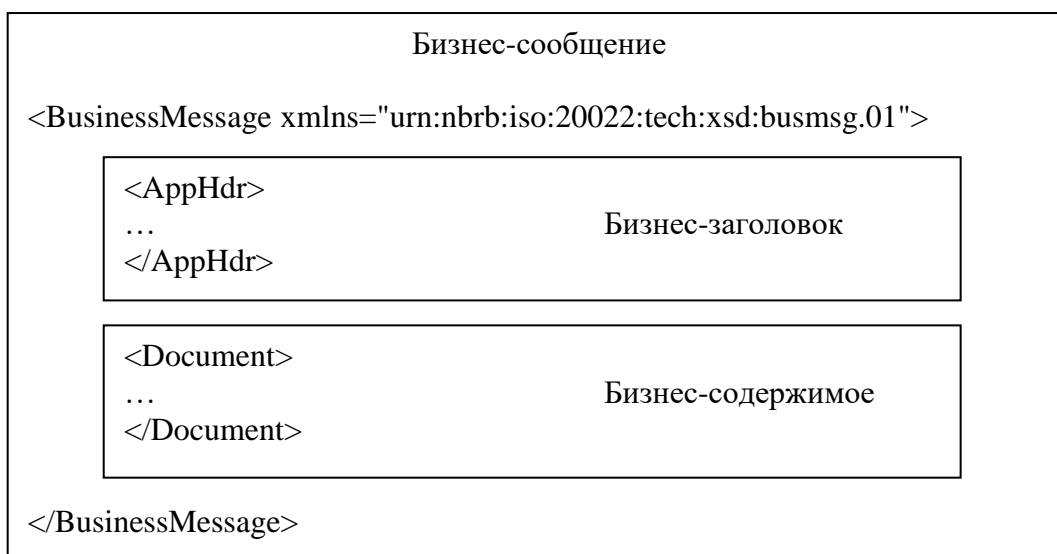 Бизнес-сообщение
<BusinessMessage xmlns="urn:nbrb:iso:20022:tech:xsd:busmsg.01">
<AppHdr>
… Бизнес-заголовок
</AppHdr>
<Document>
… Бизнес-содержимое
</Document>
</BusinessMessage>